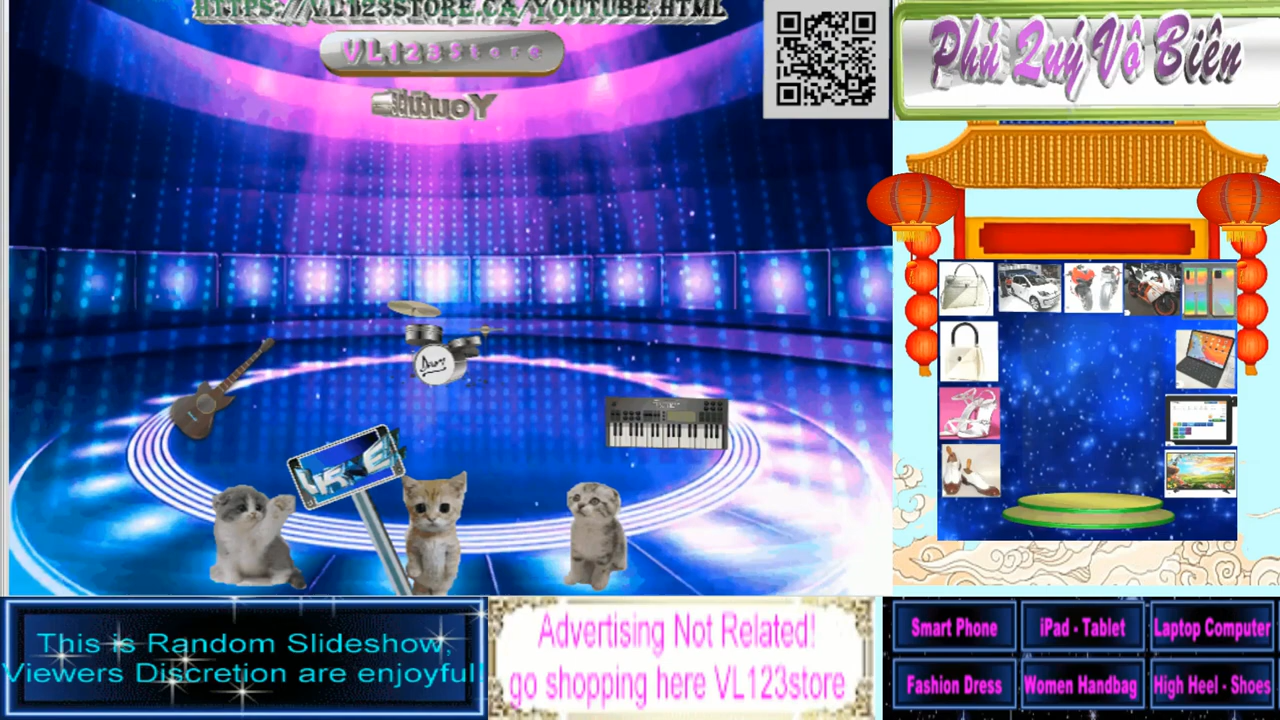 HTTPS://VL123STORE.CA/YOUTUBE.HTML
VL123Store
Phú Quý Vô Biên
This is Random Slideshow,
Viewers Discretion are enjoyful!
Advertising Not Related!
go shopping here VL123store
Smart Phone
iPad - Tablet
Laptop Computer
Fashion Dress
Women Handbag
High Heel - Shoes